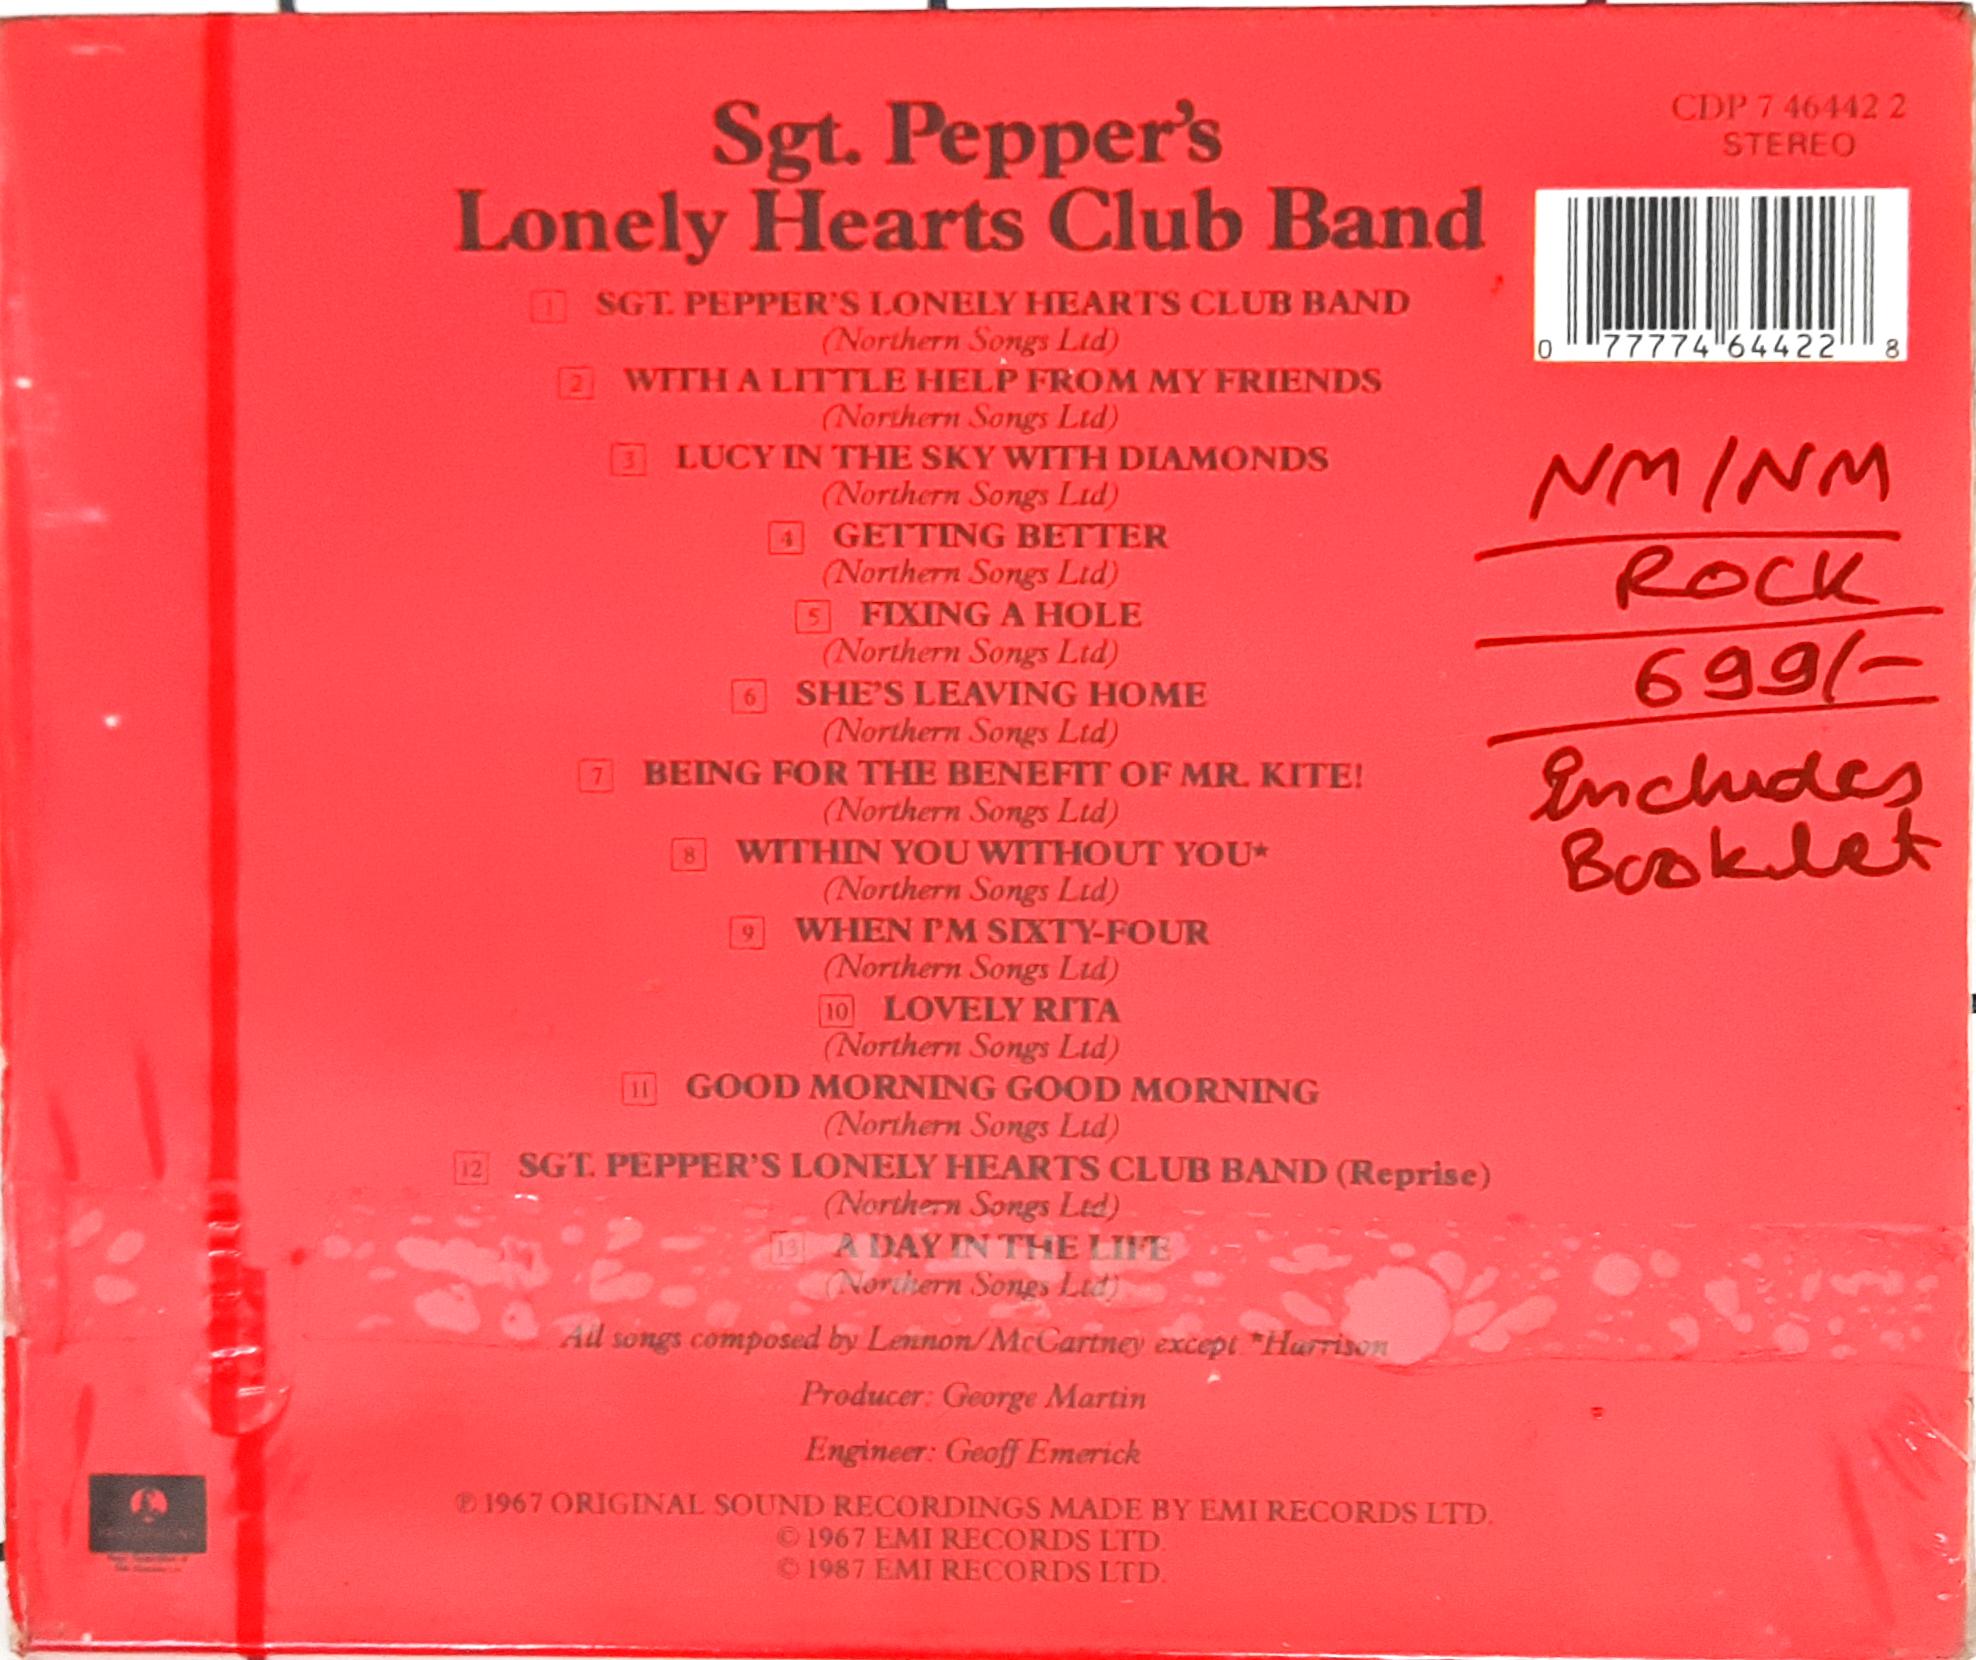 Sgt. Pepper's
Lonely Hearts Club Band
CDP 7 46442 2
STEREO
0 77774 64422 8
1 SGT. PEPPER'S LONELY HEARTS CLUB BAND
(Northern Songs Ltd)
2 WITH A LITTLE HELP FROM MY FRIENDS
(Northern Songs Ltd)
3 LUCY IN THE SKY WITH DIAMONDS
(Northern Songs Ltd)
4 GETTING BETTER
(Northern Songs Ltd)
5 FIXING A HOLE
(Northern Songs Ltd)
6 SHE'S LEAVING HOME
(Northern Songs Ltd)
7 BEING FOR THE BENEFIT OF MR. KITE!
(Northern Songs Ltd)
8 WITHIN YOU WITHOUT YOU*
(Northern Songs Ltd)
9 WHEN I'M SIXTY-FOUR
(Northern Songs Ltd)
10 LOVELY RITA
(Northern Songs Ltd)
11 GOOD MORNING GOOD MORNING
(Northern Songs Ltd)
12 SGT. PEPPER'S LONELY HEARTS CLUB BAND (Reprise)
(Northern Songs Ltd)
13 A DAY IN THE LIFE
(Northern Songs Ltd)
All songs composed by Lennon/McCartney except *Harrison
Producer: George Martin
Engineer: Geoff Emerick
℗ 1967 ORIGINAL SOUND RECORDINGS MADE BY EMI RECORDS LTD.
© 1967 EMI RECORDS LTD.
© 1987 EMI RECORDS LTD.
NM/NM
ROCK
699/-
Includes
Booklet